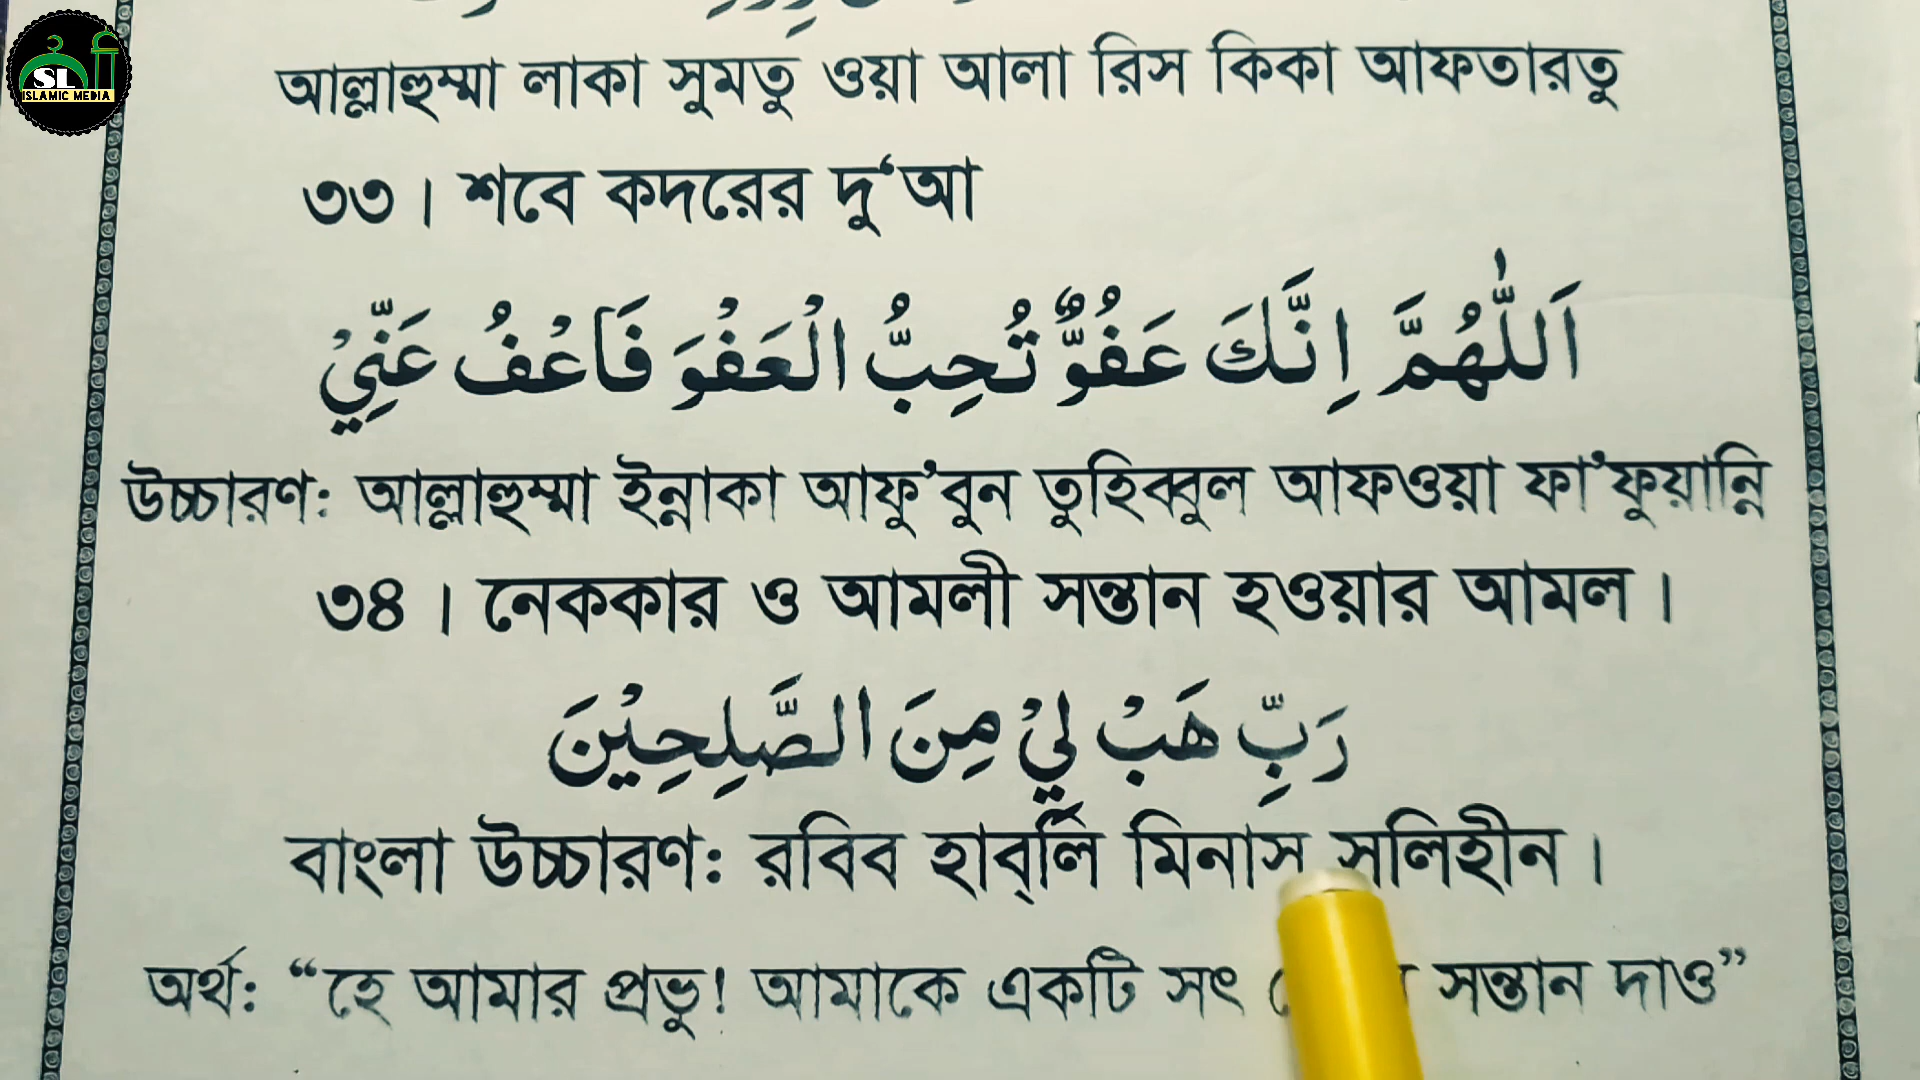 SL
ISLAMIC MEDIA
আল্লাহুম্মা লাকা সুমতু ওয়া আলা রিস কিকা আফতারতু
৩৩ । শবে কদরের দু‘আ
اَللّٰهُمَّ اِنَّكَ عَفُوٌّ تُحِبُّ الْعَفْوَ فَاعْفُ عَنِّيْ
উচ্চারণ: আল্লাহুম্মা ইন্নাকা আফু’বুন তুহিব্বুল আফওয়া ফা’ফুয়ান্নি
৩৪ । নেককার ও আমলী সন্তান হওয়ার আমল ।
رَبِّ هَبْ لِيْ مِنَ الصَّلِحِيْنَ
বাংলা উচ্চারণ: রবিব হাব্লি মিনাস সলিহীন ।
অর্থ: “হে আমার প্রভু! আমাকে একটি সৎ সন্তান দাও”